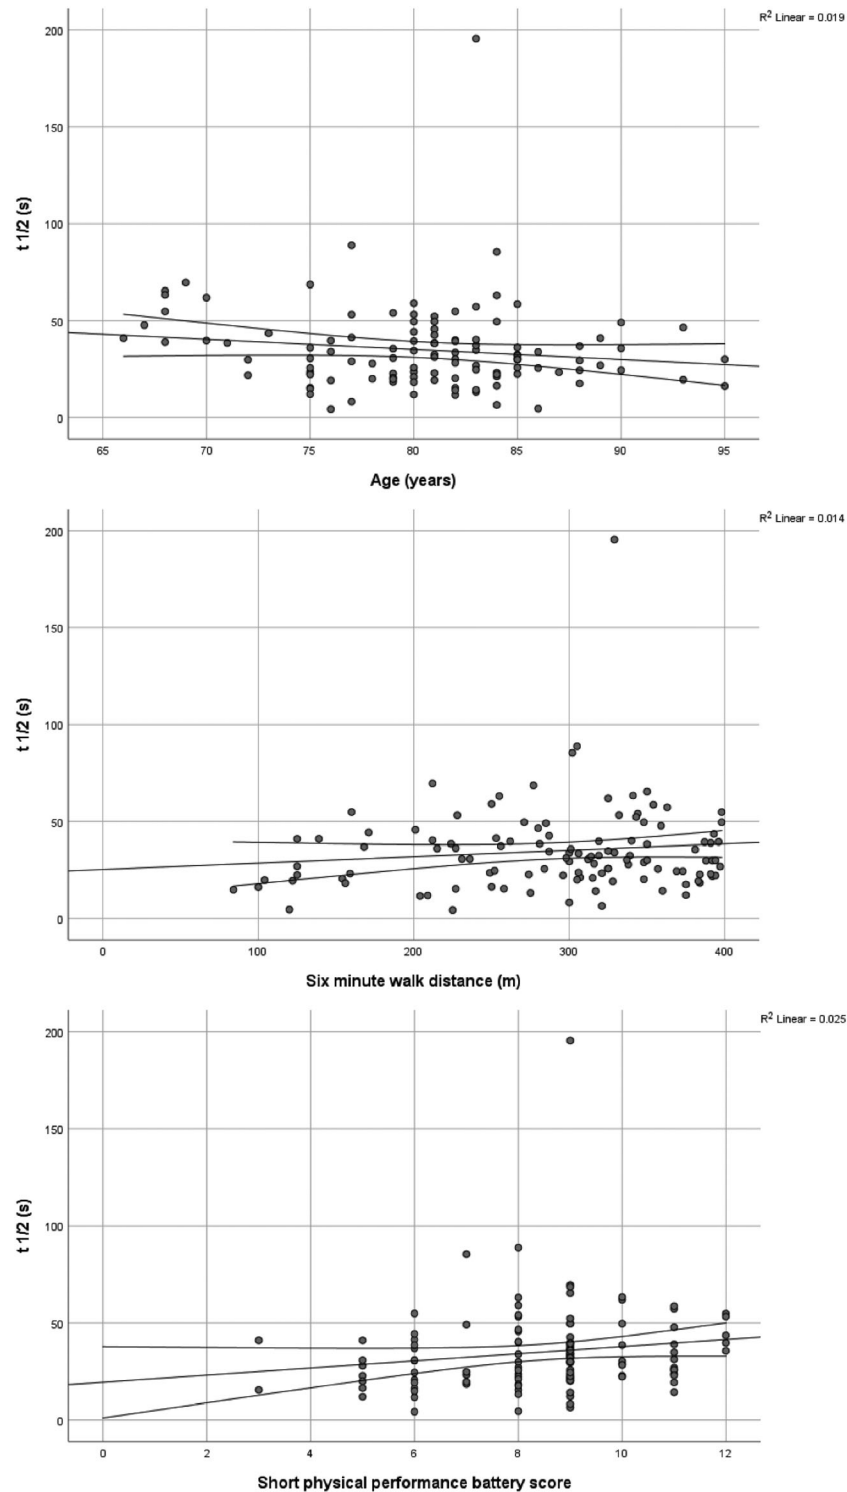 R2 Linear = 0.019
200
150
100
50
0
t 1/2 (s)
65 70 75 80 85 90 95
Age (years)
R2 Linear = 0.014
200
150
100
50
0
t 1/2 (s)
0 100 200 300 400
Six minute walk distance (m)
R2 Linear = 0.025
200
150
100
50
0
t 1/2 (s)
0 2 4 6 8 10 12
Short physical performance battery score